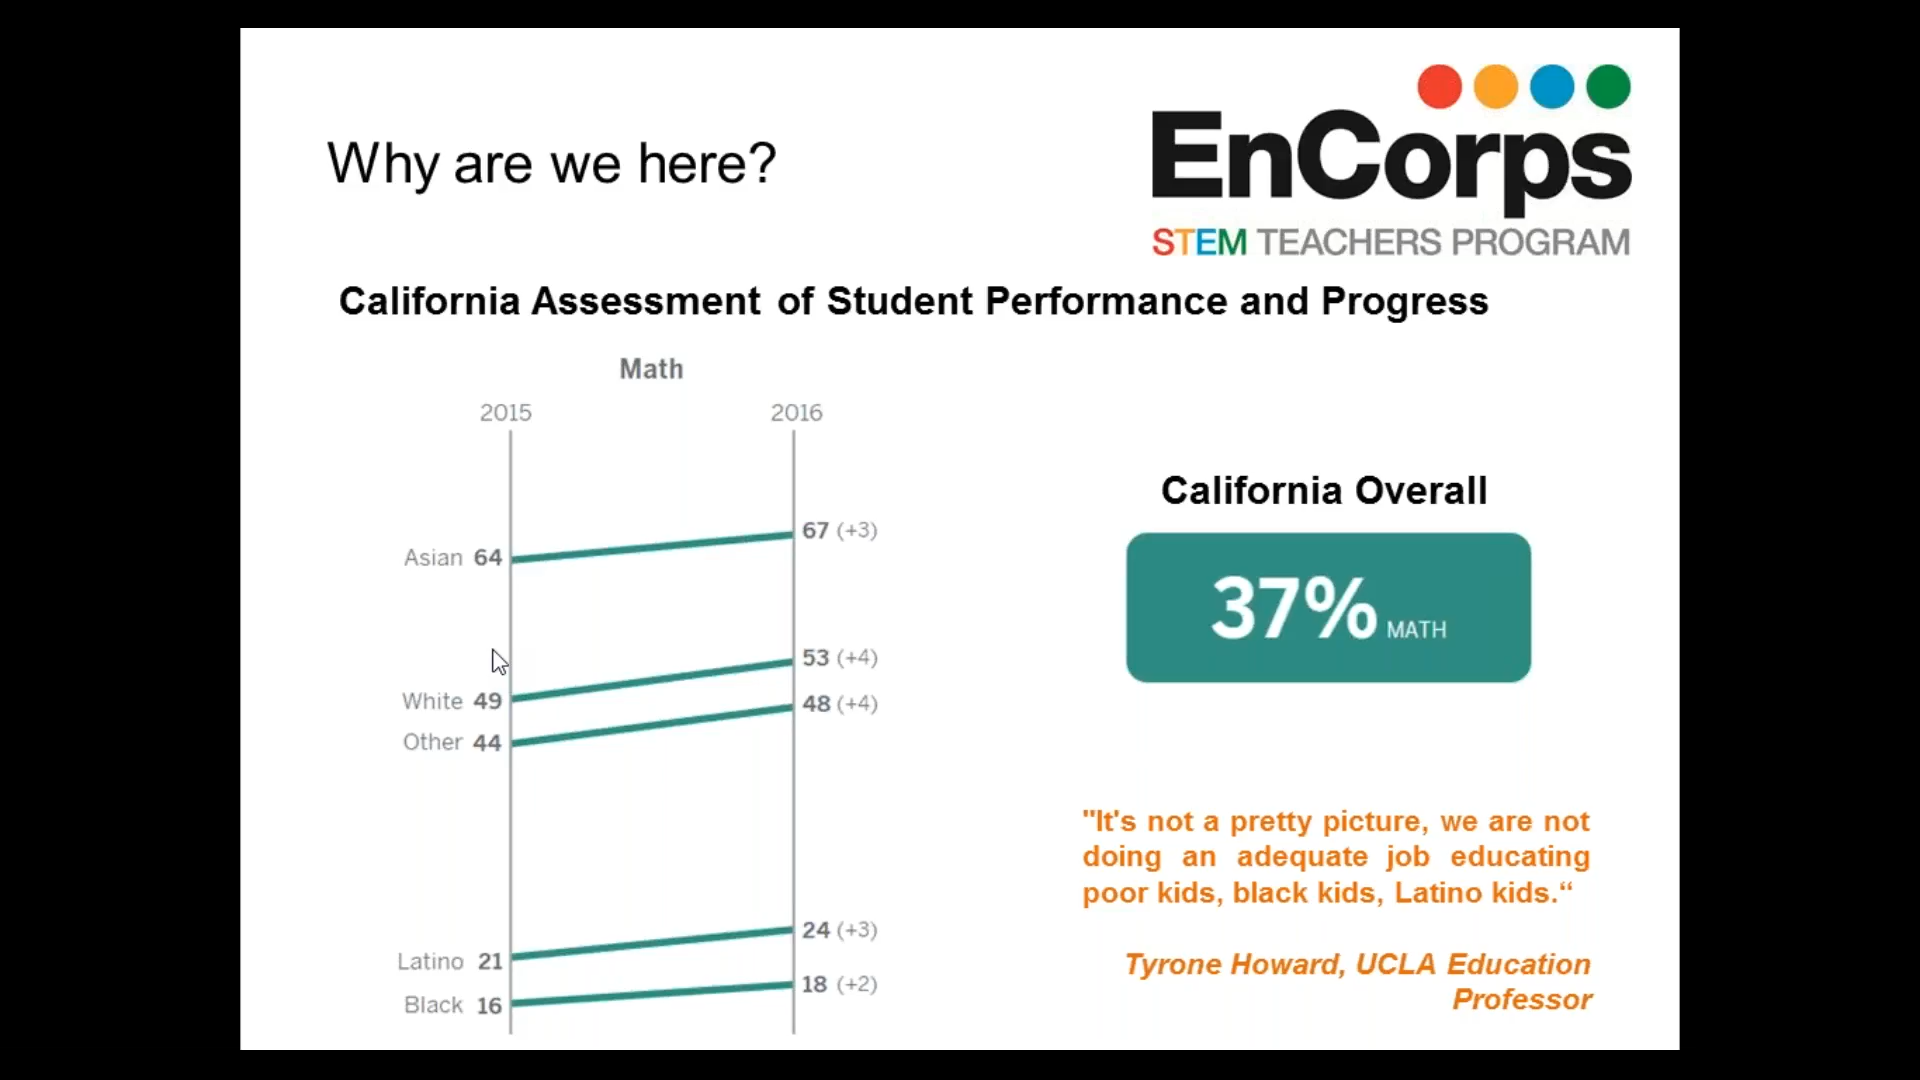 EnCorps
STEM TEACHERS PROGRAM
Why are we here?
California Assessment of Student Performance and Progress
Math
2015 2016
Asian 64 67 (+3)
White 49 53 (+4)
Other 44 48 (+4)
Latino 21 24 (+3)
Black 16 18 (+2)
California Overall
37% MATH
"It's not a pretty picture, we are not
doing an adequate job educating
poor kids, black kids, Latino kids.“
Tyrone Howard, UCLA Education
Professor